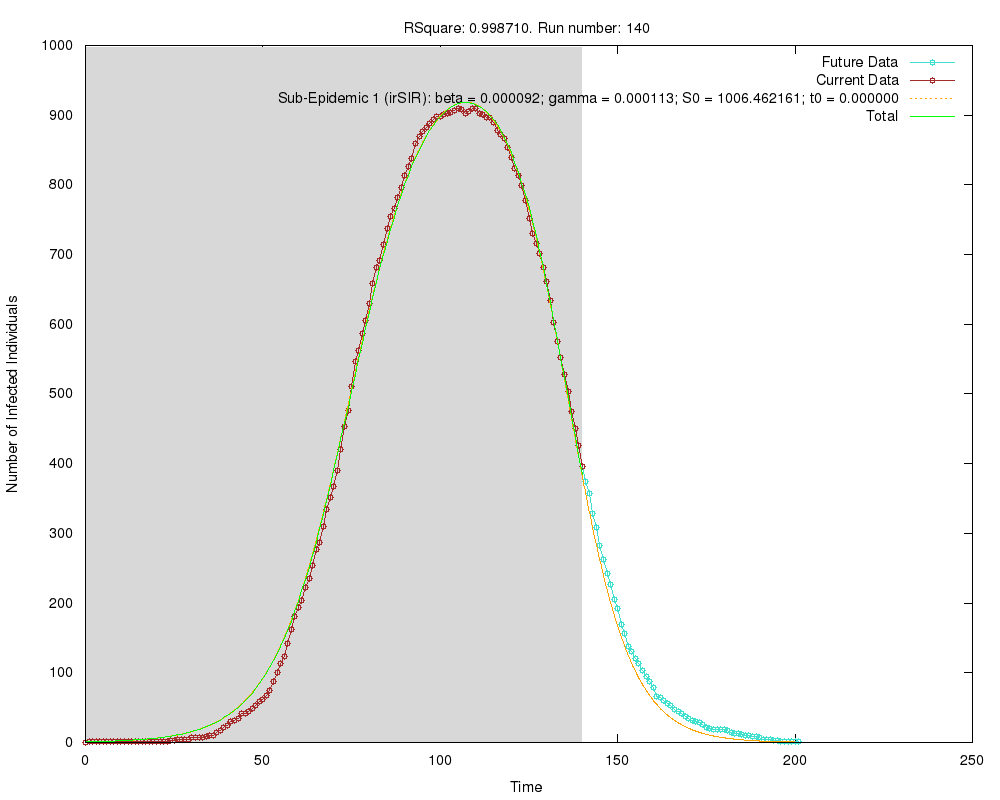 RSquare: 0.998710. Run number: 140
1000
900
800
700
600
500
400
300
200
100
0
Number of Infected Individuals
Future Data
Current Data
Sub-Epidemic 1 (irSIR): beta = 0.000092; gamma = 0.000113; S0 = 1006.462161; t0 = 0.000000
Total
0 50 100 150 200 250
Time